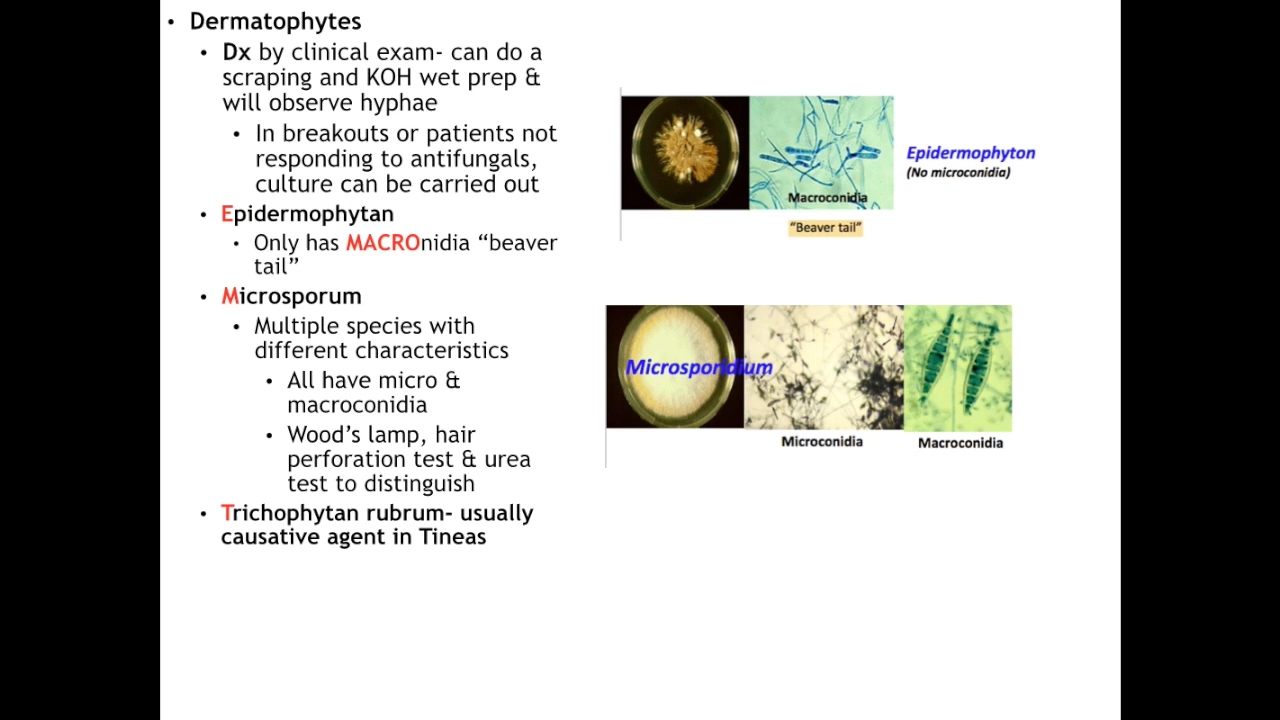 • Dermatophytes
• Dx by clinical exam- can do a
scraping and KOH wet prep &
will observe hyphae
• In breakouts or patients not
responding to antifungals,
culture can be carried out
• Epidermophytan
• Only has MACROnidia “beaver
tail”
• Microsporum
• Multiple species with
different characteristics
• All have micro &
macroconidia
• Wood’s lamp, hair
perforation test & urea
test to distinguish
• Trichophytan rubrum- usually
causative agent in Tineas
Epidermophyton
(No microconidia)
Macroconidia
“Beaver tail”
Microsporidium
Microconidia
Macroconidia